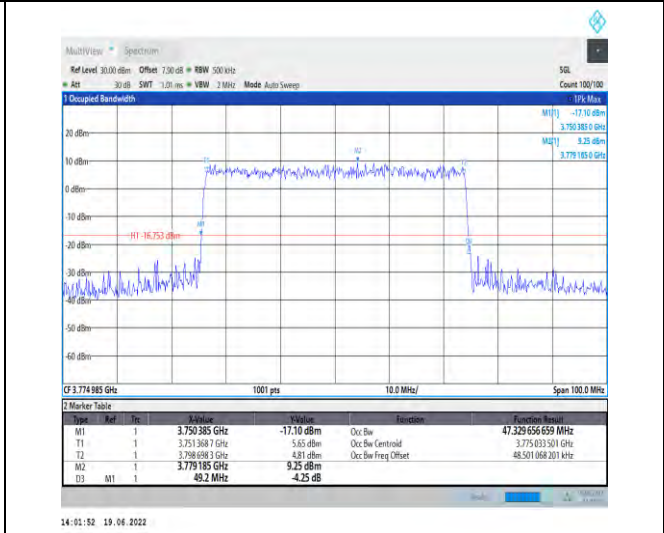 MultiView Spectrum
Ref Level 30.00 dBm Offset 7.50 dB RBW 500 kHz SGL
Att 30 dB SWT 1.01 ms VBW 2 MHz Mode Auto Sweep Count 100/100
1 Occupied Bandwidth 1Pk Max
M1[1] -17.10 dBm
3.750 385 0 GHz
M2[1] 9.25 dBm
3.779 185 0 GHz
20 dBm
10 dBm
0 dBm
-10 dBm
H1 -16.753 dBm
-20 dBm
-30 dBm
-40 dBm
-50 dBm
-60 dBm
M2
M1
CF 3.774 985 GHz 1001 pts 10.0 MHz/ Span 100.0 MHz
2 Marker Table
Type Ref Trc X-Value Y-Value Function Function Result
M1 1 3.750 385 GHz -17.10 dBm Occ Bw 47.329 656 659 MHz
T1 1 3.751 368 7 GHz 5.65 dBm Occ Bw Centroid 3.775 033 501 GHz
T2 1 3.798 698 3 GHz 4.81 dBm Occ Bw Freq Offset 48.501 068 201 kHz
M2 1 3.779 185 GHz 9.25 dBm
D3 M1 1 49.2 MHz -4.25 dB
14:01:52 19.06.2022